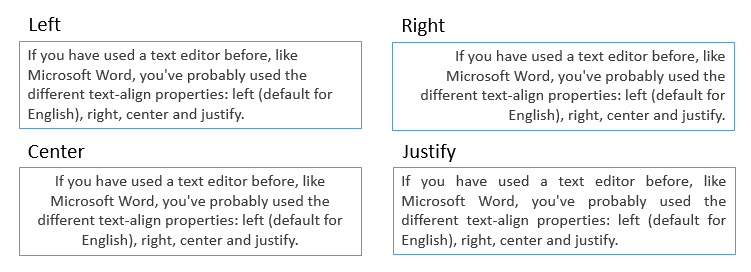 Left
If you have used a text editor before, like
Microsoft Word, you've probably used the
different text-align properties: left (default for
English), right, center and justify.
Right
If you have used a text editor before, like
Microsoft Word, you've probably used the
different text-align properties: left (default for
English), right, center and justify.
Center
If you have used a text editor before, like
Microsoft Word, you've probably used the
different text-align properties: left (default for
English), right, center and justify.
Justify
If you have used a text editor before, like
Microsoft Word, you've probably used the
different text-align properties: left (default for
English), right, center and justify.